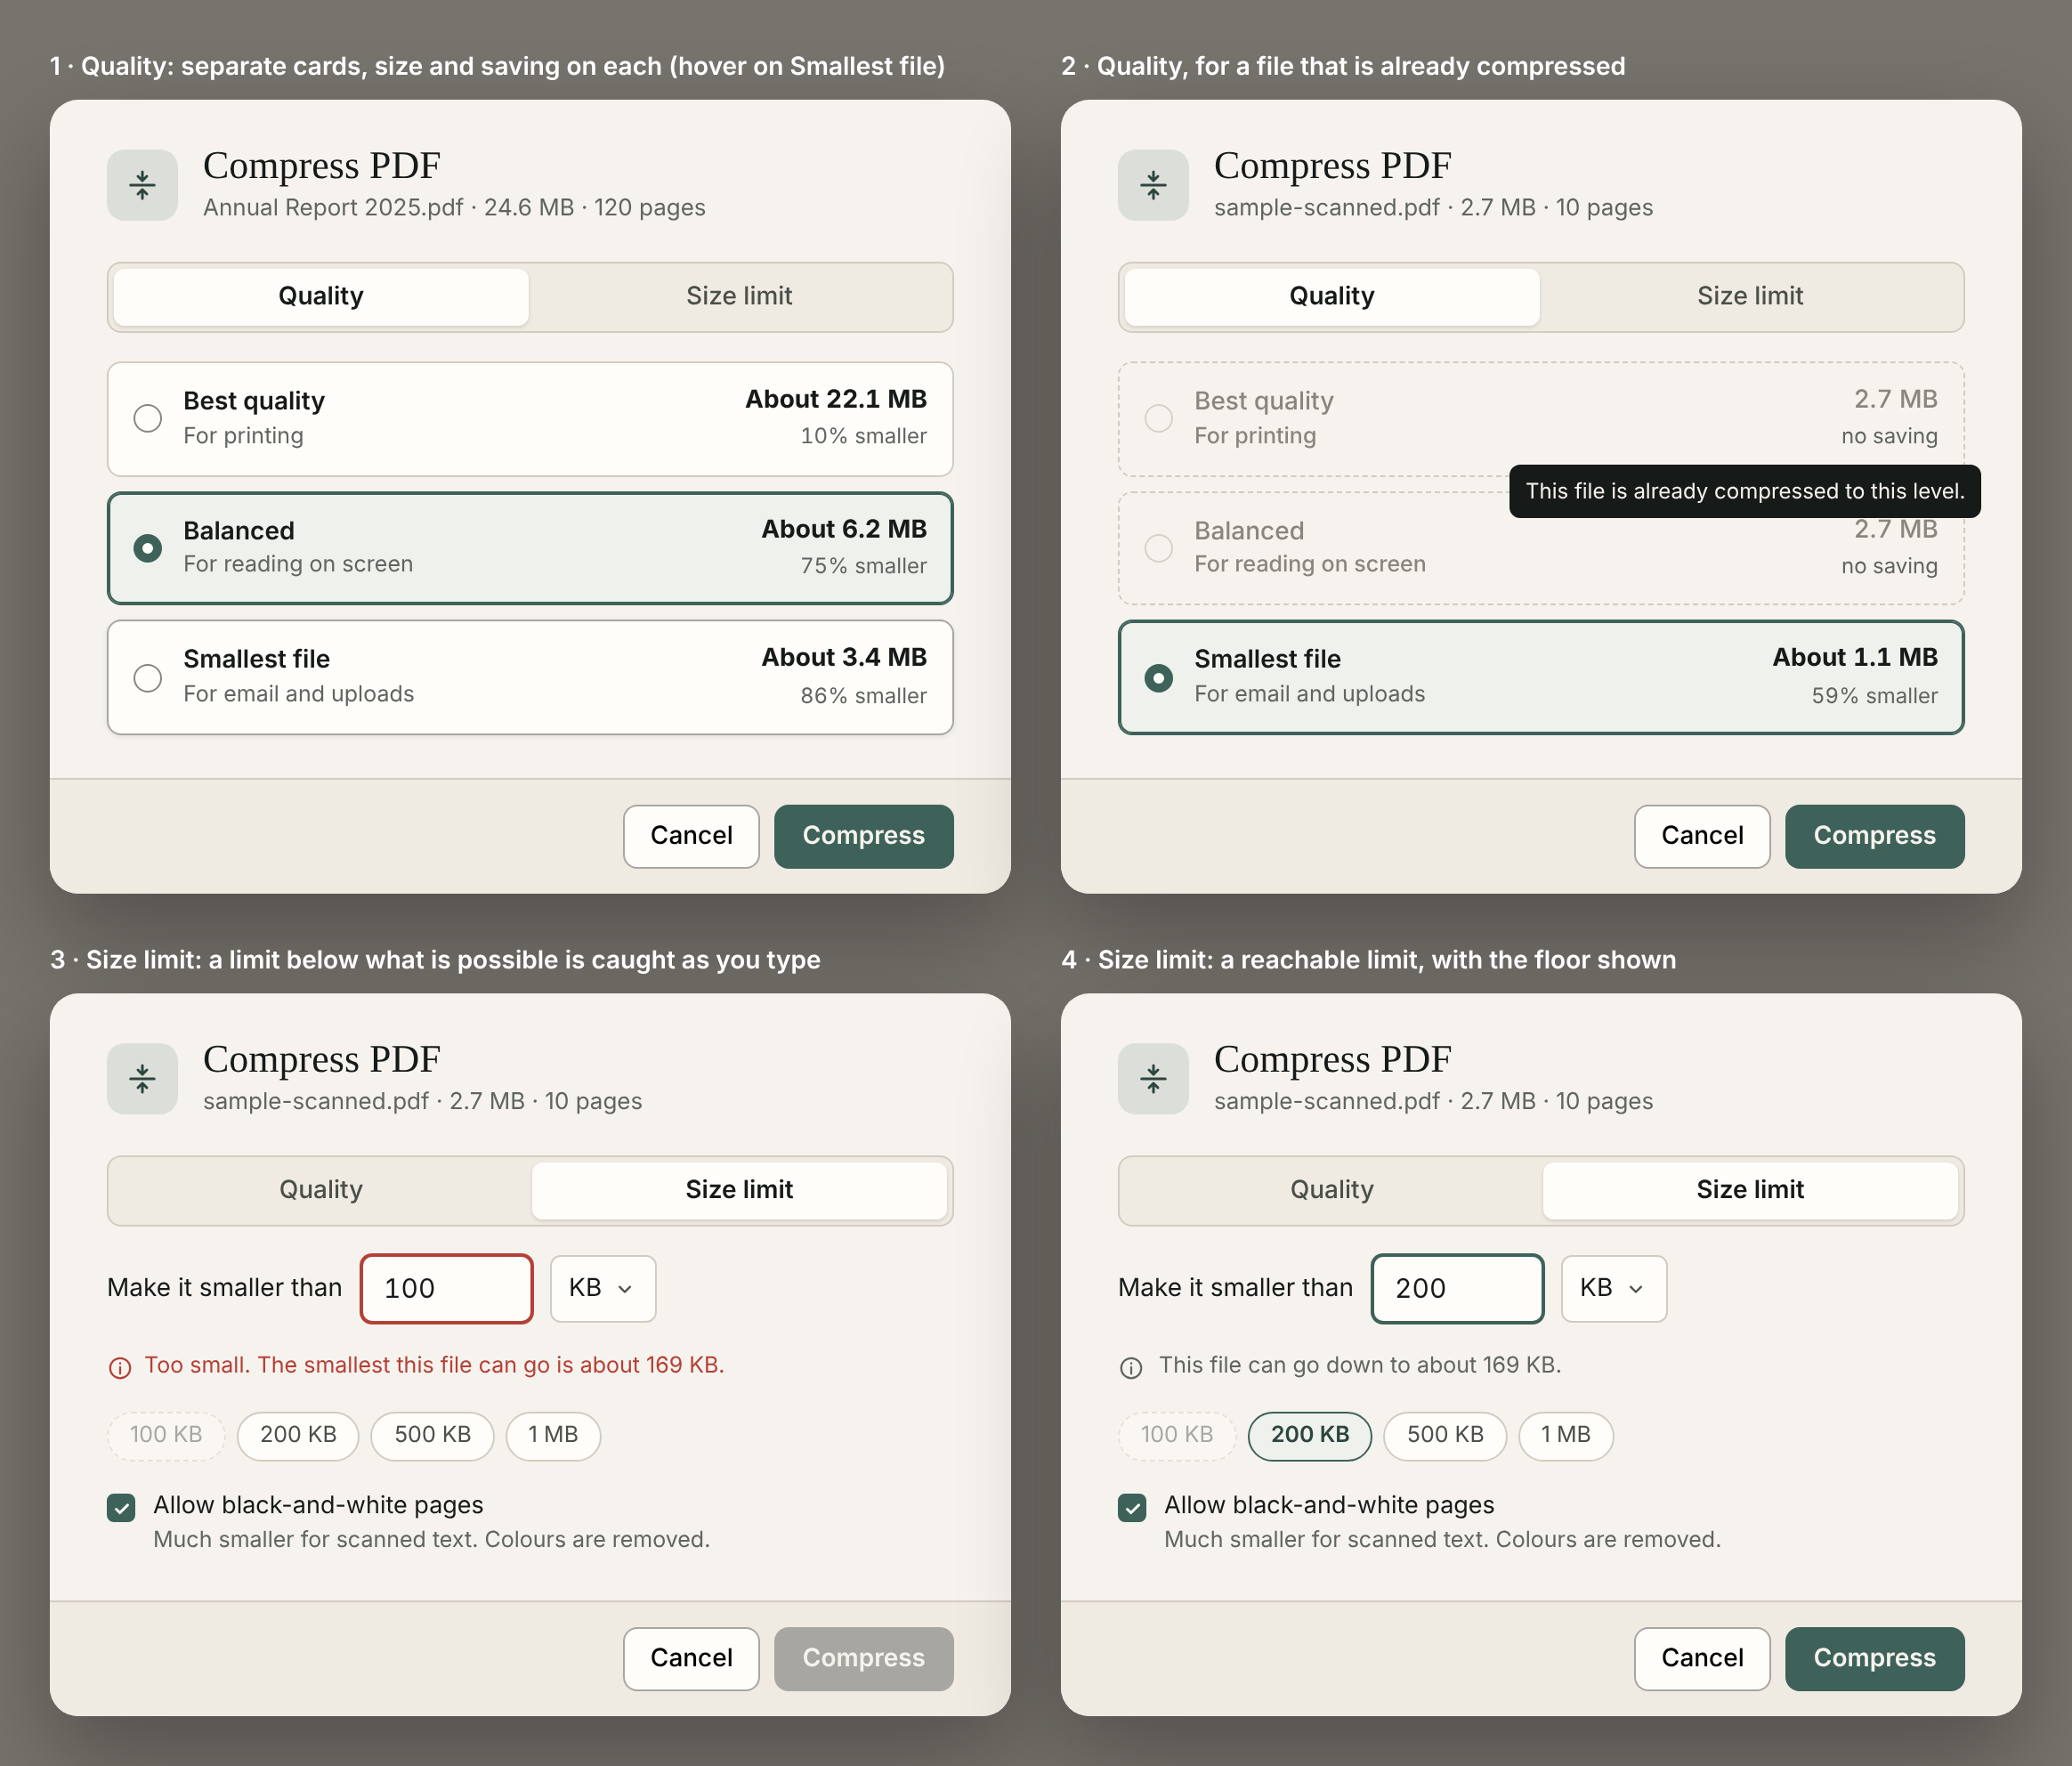 1 · Quality: separate cards, size and saving on each (hover on Smallest file)
Compress PDF
Annual Report 2025.pdf · 24.6 MB · 120 pages
Quality
Size limit
Best quality
About 22.1 MB
For printing
10% smaller
Balanced
About 6.2 MB
For reading on screen
75% smaller
Smallest file
About 3.4 MB
For email and uploads
86% smaller
Cancel
Compress
2 · Quality, for a file that is already compressed
Compress PDF
sample-scanned.pdf · 2.7 MB · 10 pages
Quality
Size limit
Best quality
2.7 MB
For printing
no saving
This file is already compressed to this level.
Balanced
2.7 MB
For reading on screen
no saving
Smallest file
About 1.1 MB
For email and uploads
59% smaller
Cancel
Compress
3 · Size limit: a limit below what is possible is caught as you type
Compress PDF
sample-scanned.pdf · 2.7 MB · 10 pages
Quality
Size limit
Make it smaller than
100
KB
Too small. The smallest this file can go is about 169 KB.
100 KB
200 KB
500 KB
1 MB
Allow black-and-white pages
Much smaller for scanned text. Colours are removed.
Cancel
Compress
4 · Size limit: a reachable limit, with the floor shown
Compress PDF
sample-scanned.pdf · 2.7 MB · 10 pages
Quality
Size limit
Make it smaller than
200
KB
This file can go down to about 169 KB.
100 KB
200 KB
500 KB
1 MB
Allow black-and-white pages
Much smaller for scanned text. Colours are removed.
Cancel
Compress